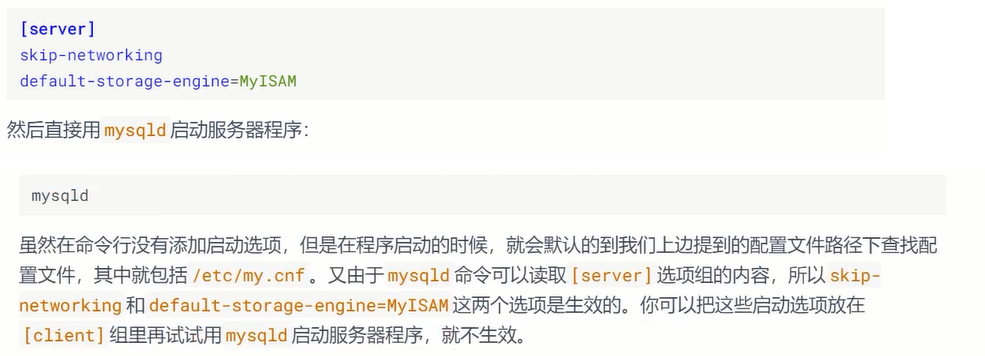 [server]
skip-networking
default-storage-engine=MyISAM
然后直接用 mysqld 启动服务器程序：
mysqld
虽然在命令行没有添加启动选项，但是在程序启动的时候，就会默认的到我们上边提到的配置文件路径下查找配
置文件，其中就包括 /etc/my.cnf 。又由于 mysqld 命令可以读取 [server] 选项组的内容，所以 skip-
networking 和 default-storage-engine=MyISAM 这两个选项是生效的。你可以把这些启动选项放在
[client] 组里再试试用 mysqld 启动服务器程序，就不生效。